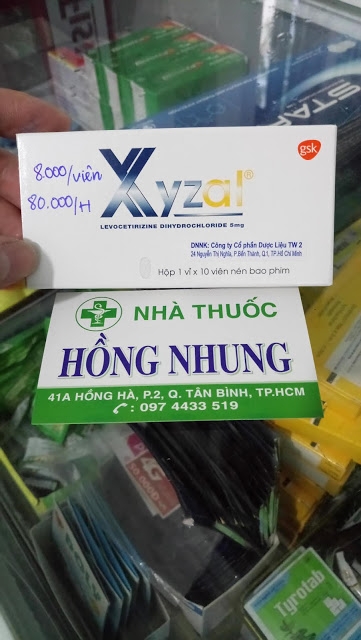 8.000/viên
80.000/H
Xyzal®
gsk
LEVOCETIRIZINE DIHYDROCHLORIDE 5mg
DNNK: Công ty Cổ phần Dược Liệu TW 2
24 Nguyễn Thị Nghĩa, P.Bến Thành, Q.1, TP.Hồ Chí Minh
Hộp 1 vỉ x 10 viên nén bao phim
NHÀ THUỐC
HỒNG NHUNG
41A HỒNG HÀ, P.2, Q. TÂN BÌNH, TP.HCM
: 097 4433 519
STAR
Tyrotab